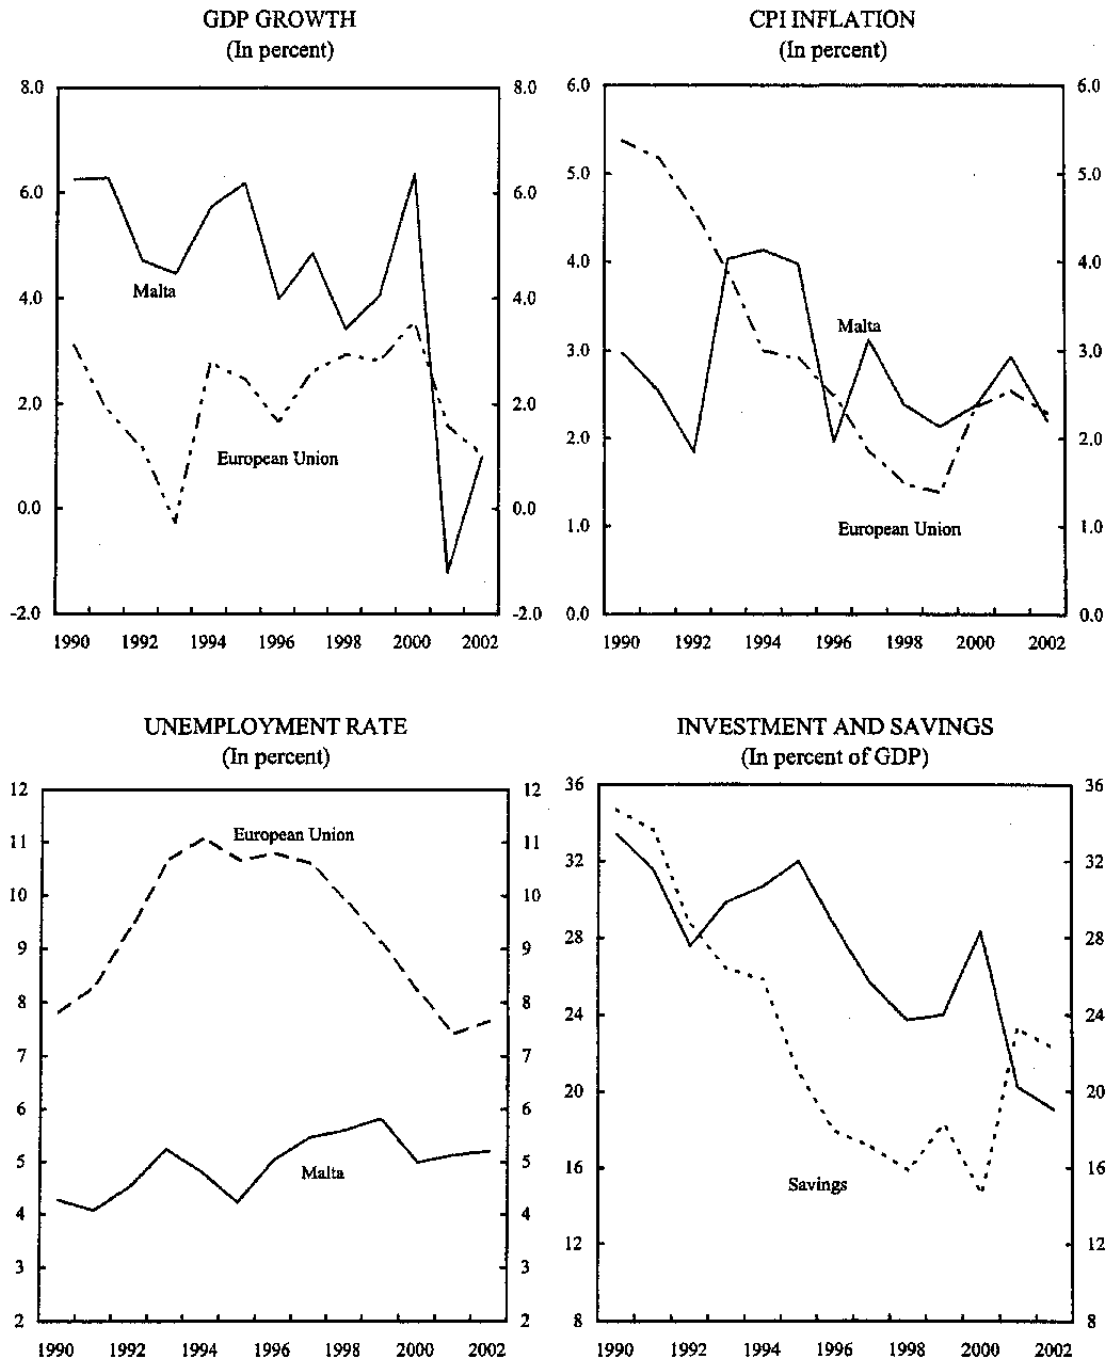 GDP GROWTH
(In percent)
8.0 8.0
6.0 6.0
Malta
4.0 4.0
2.0 2.0
European Union
0.0 0.0
-2.0 -2.0
1990 1992 1994 1996 1998 2000 2002
CPI INFLATION
(In percent)
6.0 6.0
5.0 5.0
4.0 4.0
Malta
3.0 3.0
2.0 2.0
1.0 1.0
European Union
0.0 0.0
1990 1992 1994 1996 1998 2000 2002
UNEMPLOYMENT RATE
(In percent)
12 12
European Union
11 11
10 10
9 9
8 8
7 7
6 6
5 5
Malta
4 4
3 3
2 2
1990 1992 1994 1996 1998 2000 2002
INVESTMENT AND SAVINGS
(In percent of GDP)
36 36
32 32
28 28
24 24
20 20
16 16
Savings
12 12
8 8
1990 1992 1994 1996 1998 2000 2002